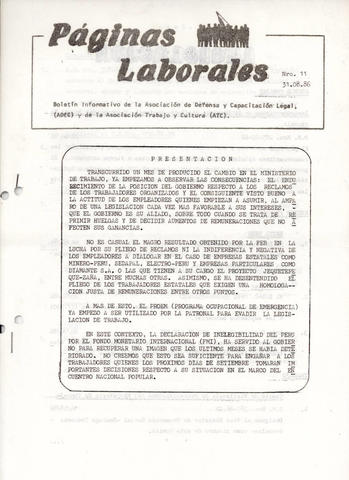 Páginas
Laborales
Nro. 11
31.08.86
Boletín Informativo de la Asociación de Defensa y Capacitación Legal,
(ADEC) y de la Asociación Trabajo y Cultura (ATC).
PRESENTACION
TRANSCURRIDO UN MES DE PRODUCIDO EL CAMBIO EN EL MINISTERIO
DE TRABAJO, YA EMPEZAMOS A OBSERVAR LAS CONSECUENCIAS: EL ENDU
RECIMIENTO DE LA POSICION DEL GOBIERNO RESPECTO A LOS RECLAMOS
DE LOS TRABAJADORES ORGANIZADOS Y EL CONSIGUIENTE VISTO BUENO A
LA ACTITUD DE LOS EMPLEADORES QUIENES EMPIEZAN A ASUMIR, AL AMPA
RO DE UNA LEGISLACION CADA VEZ MAS FAVORABLE A SUS INTERESES,
QUE EL GOBIERNO ES SU ALIADO, SOBRE TODO CUANDO SE TRATA DE RE
PRIMIR HUELGAS Y DE DECIDIR AUMENTOS DE REMUNERACIONES QUE NO A
FECTEN SUS GANANCIAS.
NO ES CASUAL EL MAGRO RESULTADO OBTENIDO POR LA FEB EN LA
LUCHA POR SU PLIEGO DE RECLAMOS NI LA INDIFERENCIA Y NEGATIVA DE
LOS EMPLEADORES A DIALOGAR EN EL CASO DE EMPRESAS ESTATALES COMO
MINERO-PERU, SEDAPAL, ELECTRO-PERU Y EMPRESAS PARTICULARES COMO
DIAMANTE S.A. O LAS QUE TIENEN A SU CARGO EL PROYECTO JEQUETEPE
QUE-ZAÑA, ENTRE MUCHAS OTRAS. ASIMISMO, SE HA DESENTENDIDO EL
PLIEGO DE LOS TRABAJADORES ESTATALES QUE EXIGEN UNA HOMOLOGA
CION JUSTA DE REMUNERACIONES ENTRE OTROS PUNTOS.
A MAS DE ESTO, EL PROEM (PROGRAMA OCUPACIONAL DE EMERGENCIA)
YA EMPEZO A SER UTILIZADO POR LA PATRONAL PARA EVADIR LA LEGIS-
LACION DE TRABAJO.
EN ESTE CONTEXTO, LA DECLARACION DE INELEGIBILIDAD DEL PERU
POR EL FONDO MONETARIO INTERNACIONAL (FMI), HA SERVIDO AL GOBIER
NO PARA RECUPERAR UNA IMAGEN QUE LOS ULTIMOS MESES SE HABIA DETE
RIORADO. NO CREEMOS QUE ESTO SEA SUFICIENTE PARA ENGAÑAR A LOS
TRABAJADORES QUIENES LOS PROXIMOS DIAS DE SETIEMBRE TOMARAN IM
PORTANTES DECISIONES RESPECTO A SU SITUACION EN EL MARCO DEL EN
CUENTRO NACIONAL POPULAR.